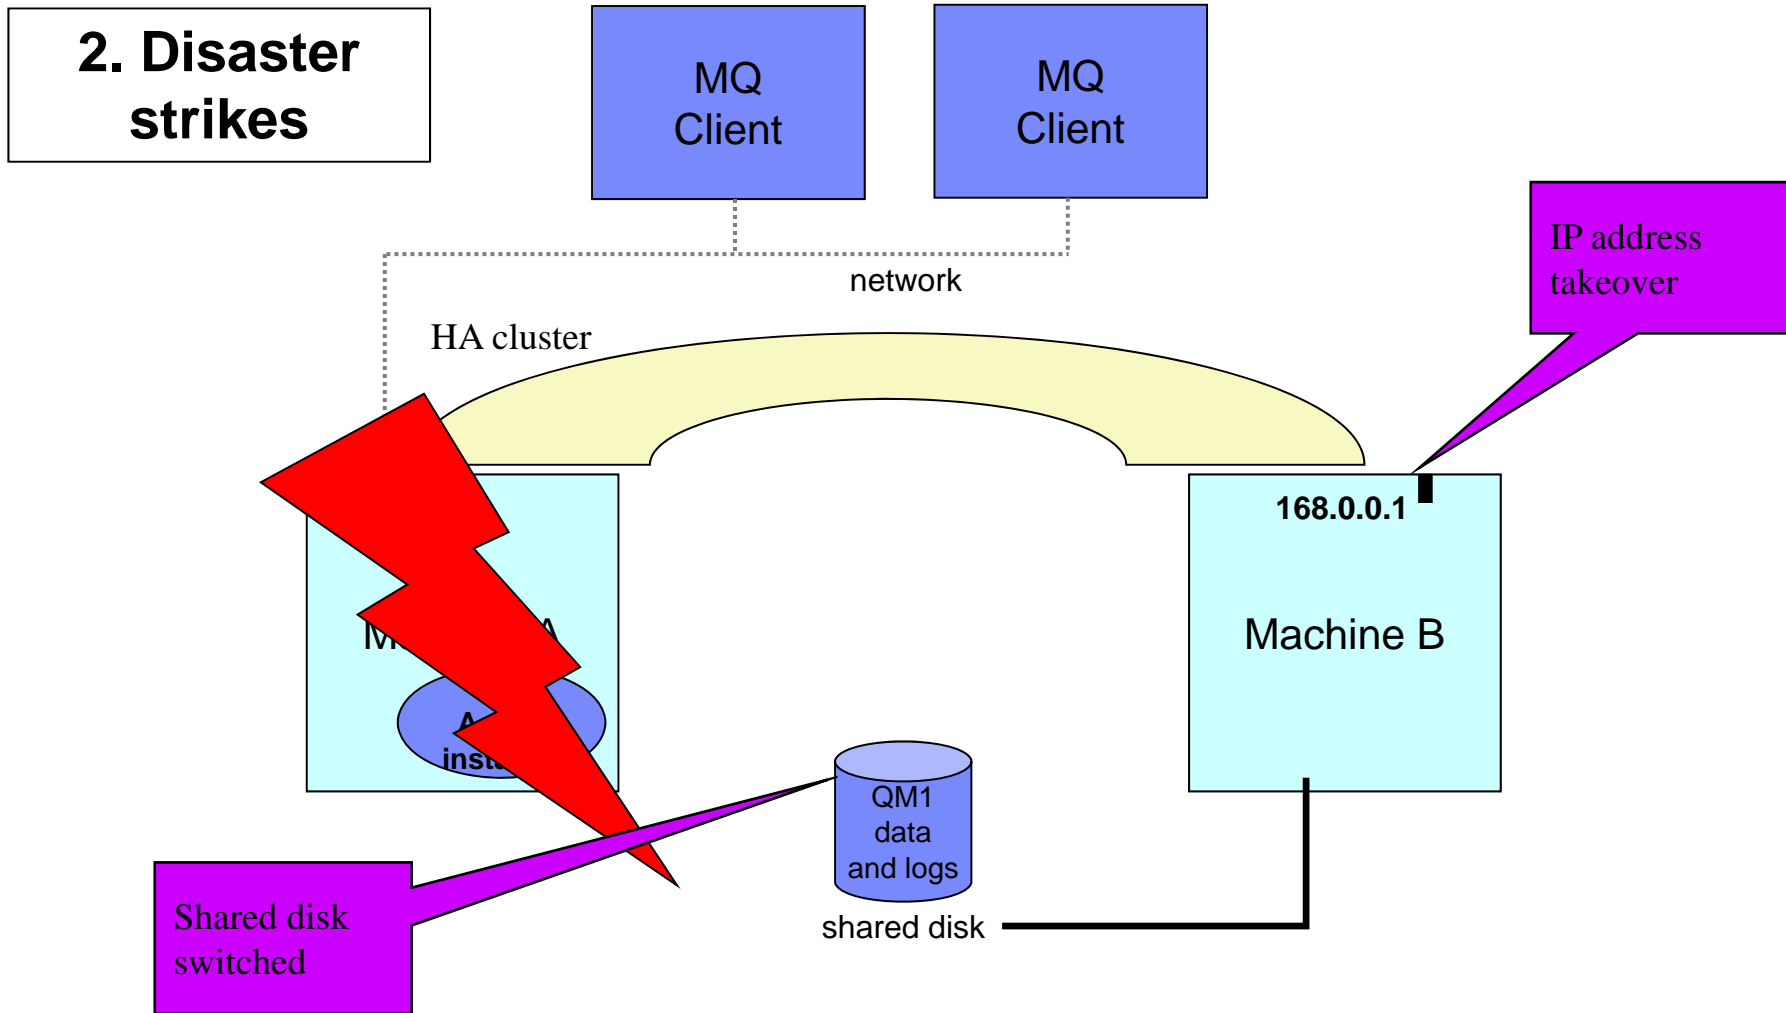 2. Disaster
strikes
MQ
Client
MQ
Client
IP address
takeover
network
HA cluster
168.0.0.1
Machine B
QM1
data
and logs
shared disk
Shared disk
switched